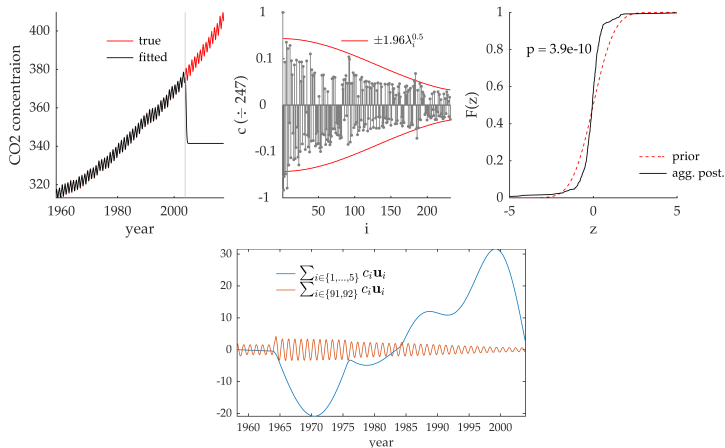 400
380
360
340
320
1960
1980
2000
CO2 concentraion
year
true
fitted
1
0.1
0
-0.1
-1
50
100
150
200
c (÷ 247)
i
±1.96λ_i^0.5
1
0.8
0.6
0.4
0.2
0
-5
0
5
F(z)
z
p = 3.9e-10
prior
agg. post.
30
20
10
0
-10
-20
1960
1965
1970
1975
1980
1985
1990
1995
2000
year
∑_{i∈{1,...,5}} c_i u_i
∑_{i∈{91,92}} c_i u_i